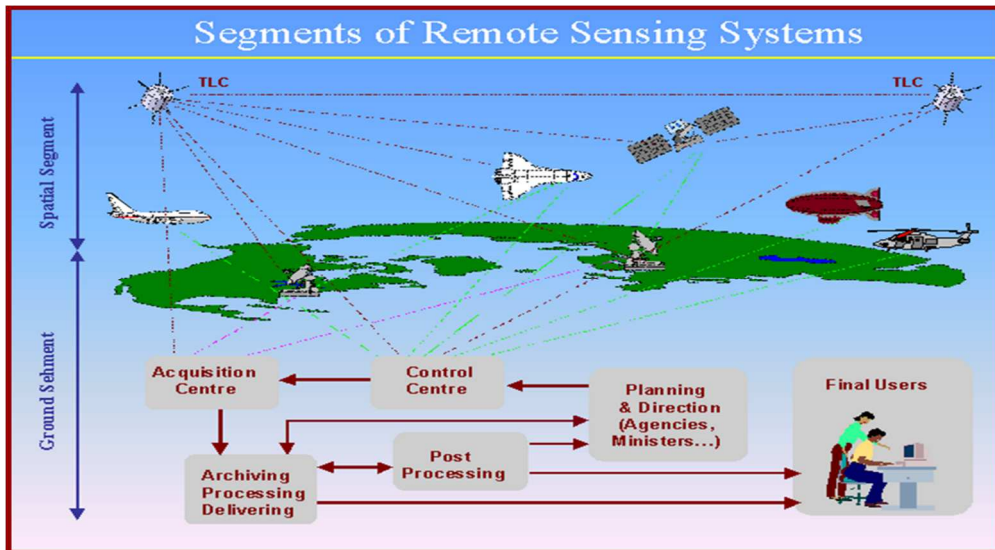 Segments of Remote Sensing Systems
TLC
TLC
Spatial Segment
Ground Sehment
Acquisition
Centre
Control
Centre
Planning
& Direction
(Agencies,
Ministers...)
Final Users
Archiving
Processing
Delivering
Post
Processing